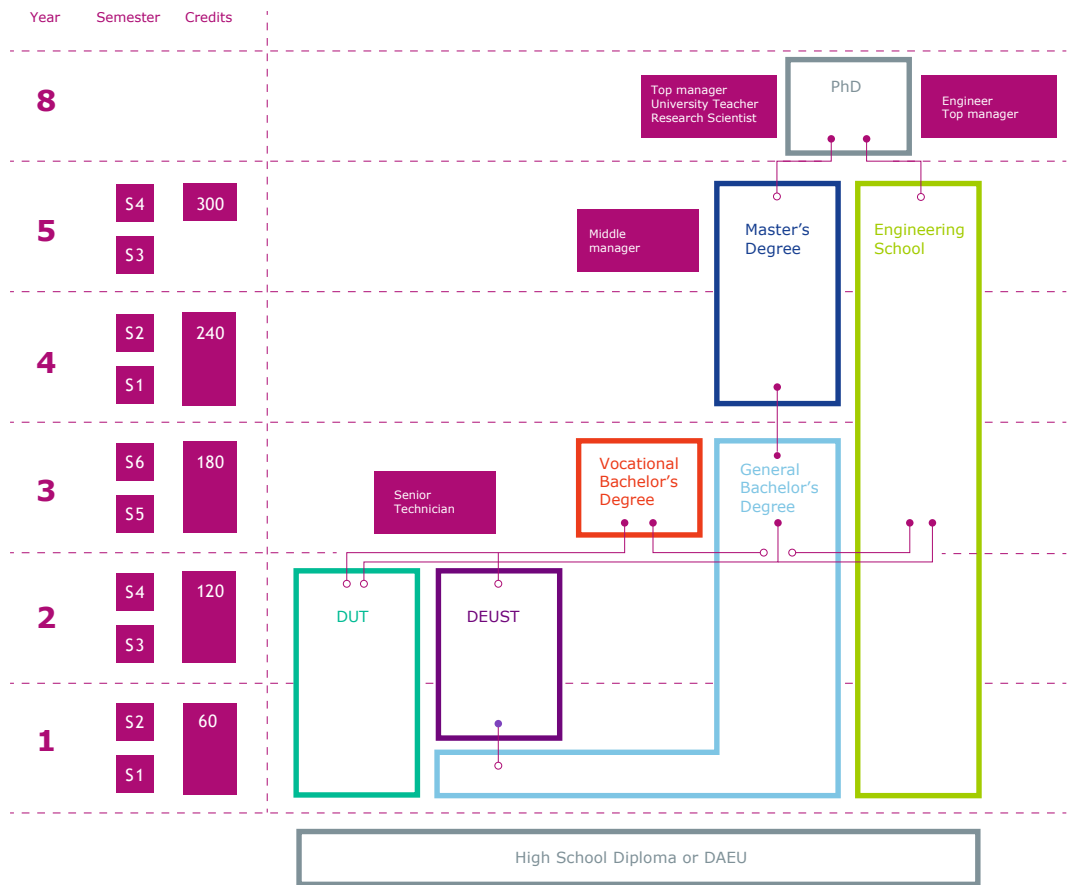 Year Semester Credits
8
Top manager
University Teacher
Research Scientist
PhD
Engineer
Top manager
5
S4 300
S3
Middle
manager
Master’s
Degree
Engineering
School
4
S2 240
S1
3
S6 180
S5
Senior
Technician
Vocational
Bachelor’s
Degree
General
Bachelor’s
Degree
2
S4 120
S3
DUT
DEUST
1
S2 60
S1
High School Diploma or DAEU